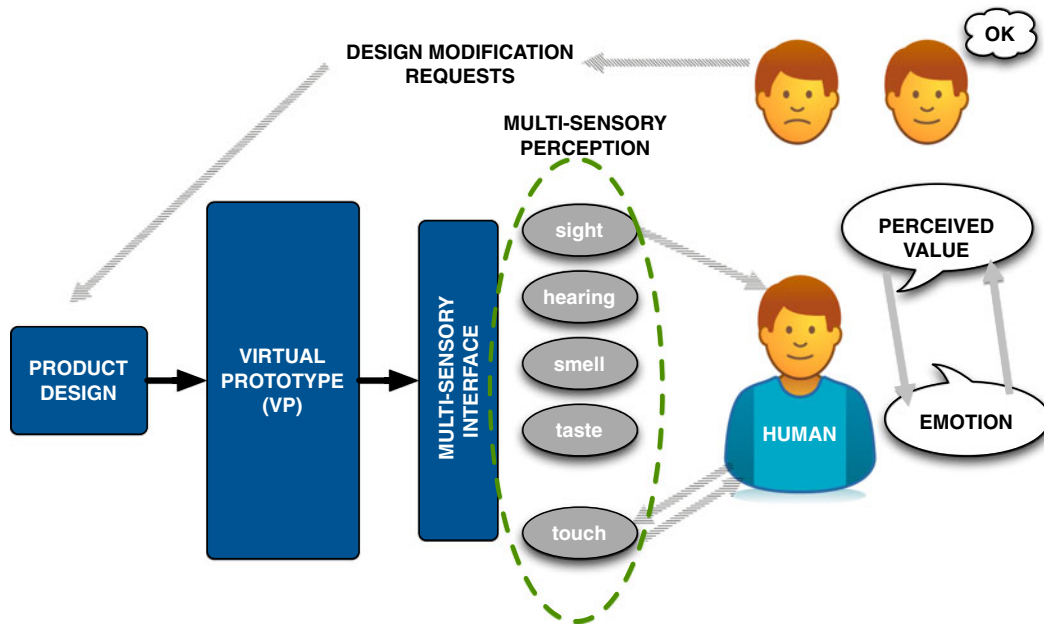 OK
DESIGN MODIFICATION
REQUESTS
MULTI-SENSORY
PERCEPTION
sight
hearing
smell
taste
touch
PRODUCT
DESIGN
VIRTUAL
PROTOTYPE
(VP)
MULTI-SENSORY
INTERFACE
HUMAN
PERCEIVED
VALUE
EMOTION